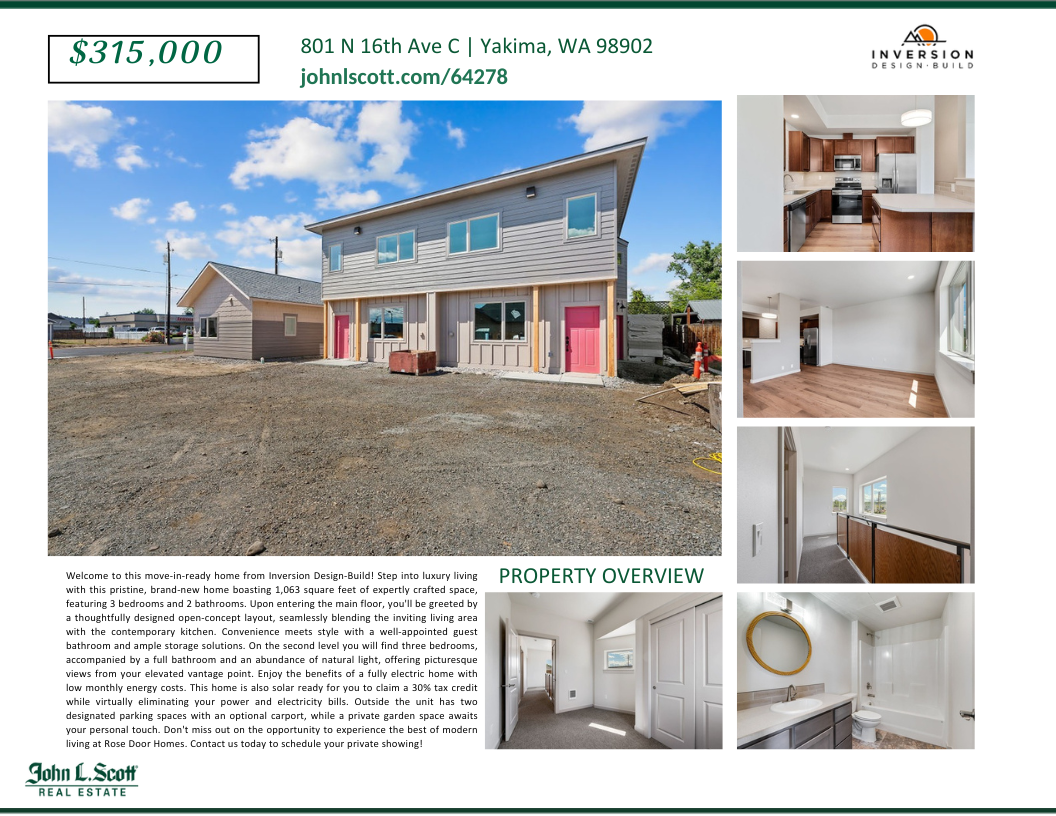 $315,000
801 N 16th Ave C | Yakima, WA 98902
johnlscott.com/64278
INVERSION
DESIGN·BUILD
Welcome to this move-in-ready home from Inversion Design-Build! Step into luxury living
with this pristine, brand-new home boasting 1,063 square feet of expertly crafted space,
featuring 3 bedrooms and 2 bathrooms. Upon entering the main floor, you'll be greeted by
a thoughtfully designed open-concept layout, seamlessly blending the inviting living area
with the contemporary kitchen. Convenience meets style with a well-appointed guest
bathroom and ample storage solutions. On the second level you will find three bedrooms,
accompanied by a full bathroom and an abundance of natural light, offering picturesque
views from your elevated vantage point. Enjoy the benefits of a fully electric home with
low monthly energy costs. This home is also solar ready for you to claim a 30% tax credit
while virtually eliminating your power and electricity bills. Outside the unit has two
designated parking spaces with an optional carport, while a private garden space awaits
your personal touch. Don't miss out on the opportunity to experience the best of modern
living at Rose Door Homes. Contact us today to schedule your private showing!
PROPERTY OVERVIEW
John L. Scott
REAL ESTATE